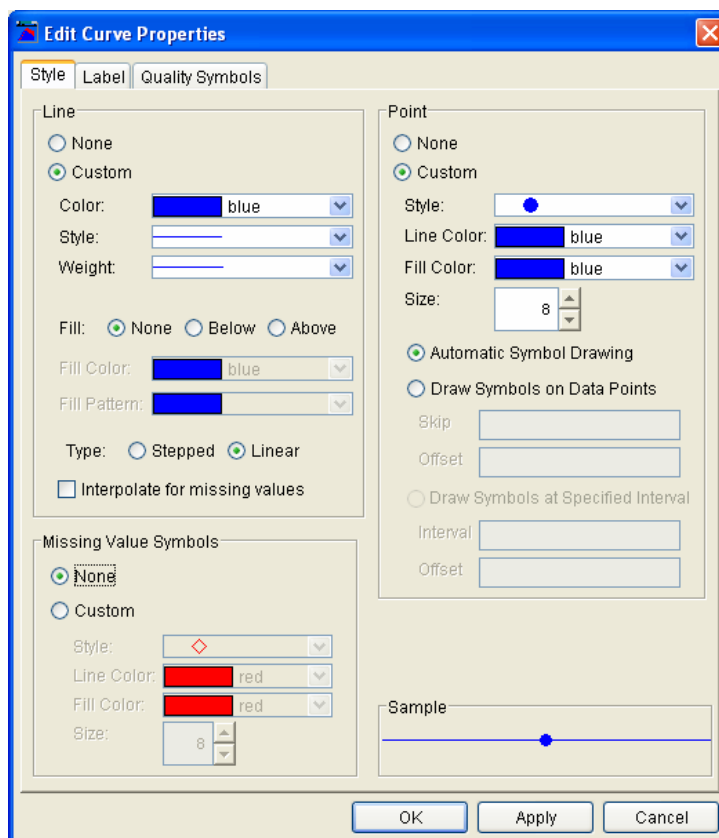 Edit Curve Properties
Style Label Quality Symbols
Line
None
Custom
Color: blue
Style:
Weight:
Fill: None Below Above
Fill Color: blue
Fill Pattern:
Type: Stepped Linear
Interpolate for missing values
Missing Value Symbols
None
Custom
Style:
Line Color: red
Fill Color: red
Size: 8
Point
None
Custom
Style:
Line Color: blue
Fill Color: blue
Size: 8
Automatic Symbol Drawing
Draw Symbols on Data Points
Skip
Offset
Draw Symbols at Specified Interval
Interval
Offset
Sample
OK Apply Cancel